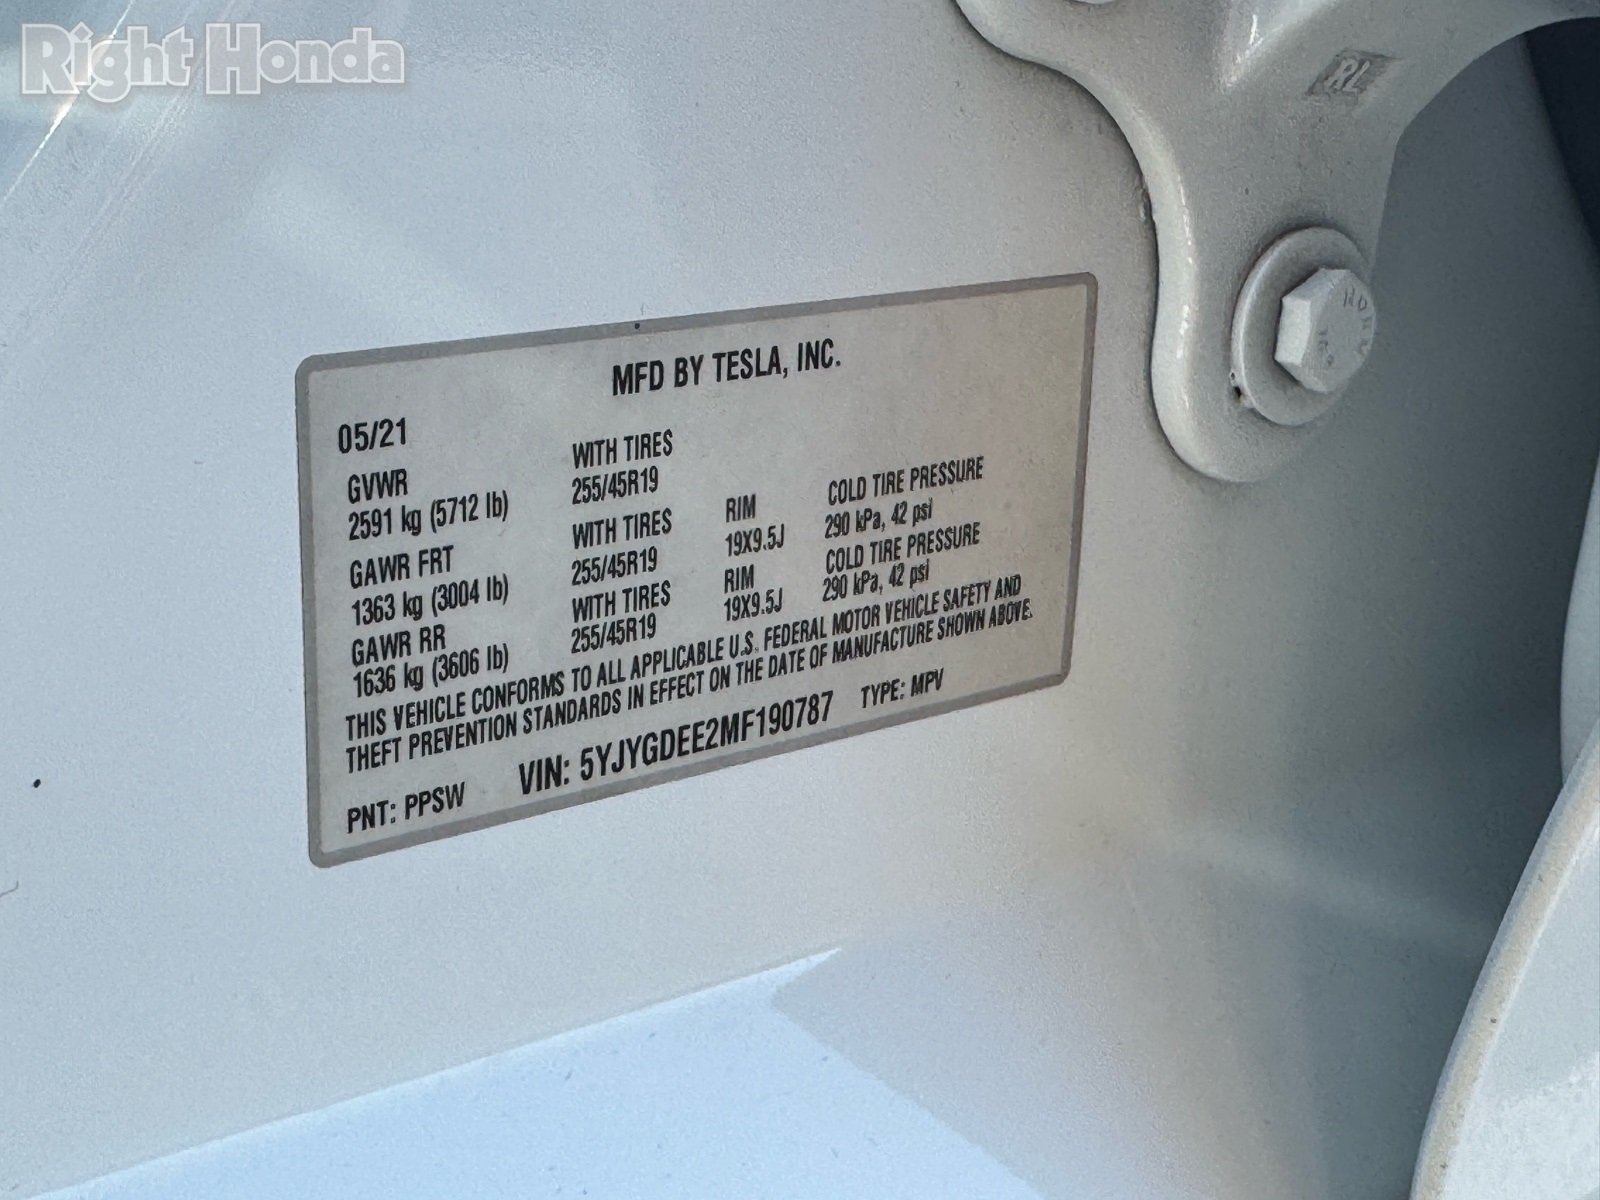 Right Honda
RL
MFD BY TESLA, INC.
05/21
GVWR WITH TIRES
2591 kg (5712 lb) 255/45R19
GAWR FRT WITH TIRES RIM COLD TIRE PRESSURE
1363 kg (3004 lb) 255/45R19 19X9.5J 290 kPa, 42 psi
GAWR RR WITH TIRES RIM COLD TIRE PRESSURE
1636 kg (3606 lb) 255/45R19 19X9.5J 290 kPa, 42 psi
THIS VEHICLE CONFORMS TO ALL APPLICABLE U.S. FEDERAL MOTOR VEHICLE SAFETY AND
THEFT PREVENTION STANDARDS IN EFFECT ON THE DATE OF MANUFACTURE SHOWN ABOVE.
PNT: PPSW VIN: 5YJYGDEE2MF190787 TYPE: MPV